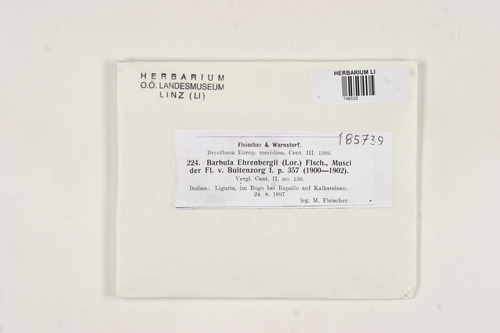 HERBARIUM
O.Ö. LANDESMUSEUM
LINZ (LI)
HERBARIUM LI
185739
Fleischer & Warnstorf.
Bryotheca Europ. meridion. Cent. III. 1906.
224. Barbula Ehrenbergii (Lor.) Flsch., Musci
der Fl. v. Buitenzorg I. p. 357 (1900—1902).
Vergl. Cent. II, no. 130.
Italien: Liguria, im Bogo bei Rapallo auf Kalksteinen.
24. 8. 1897
leg. M. Fleischer.